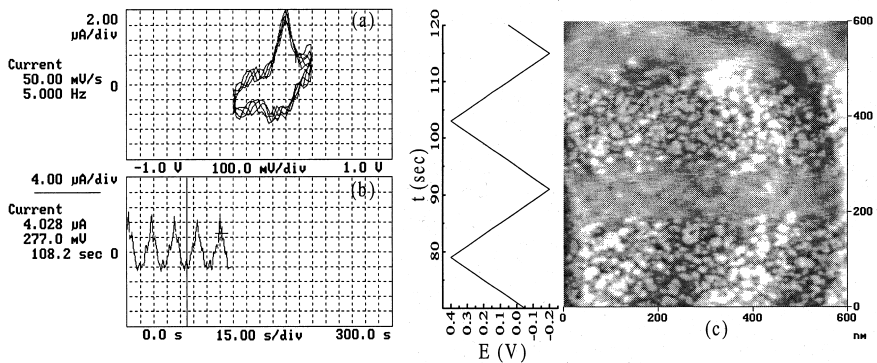 2.00
µA/div
Current
50.00 mV/s
5.000 Hz
0
(a)
-1.0 V 100.0 mV/div 1.0 V
4.00 µA/div
Current
4.028 µA
277.0 mV
108.2 sec
0
(b)
0.0 s 15.00 s/div 300.0 s
120
110
100
90
80
t (sec)
0.4 0.3 0.2 0.1 0.0 -0.1 -0.2
E (V)
600
400
200
0
0 200 400 600
nm
(c)